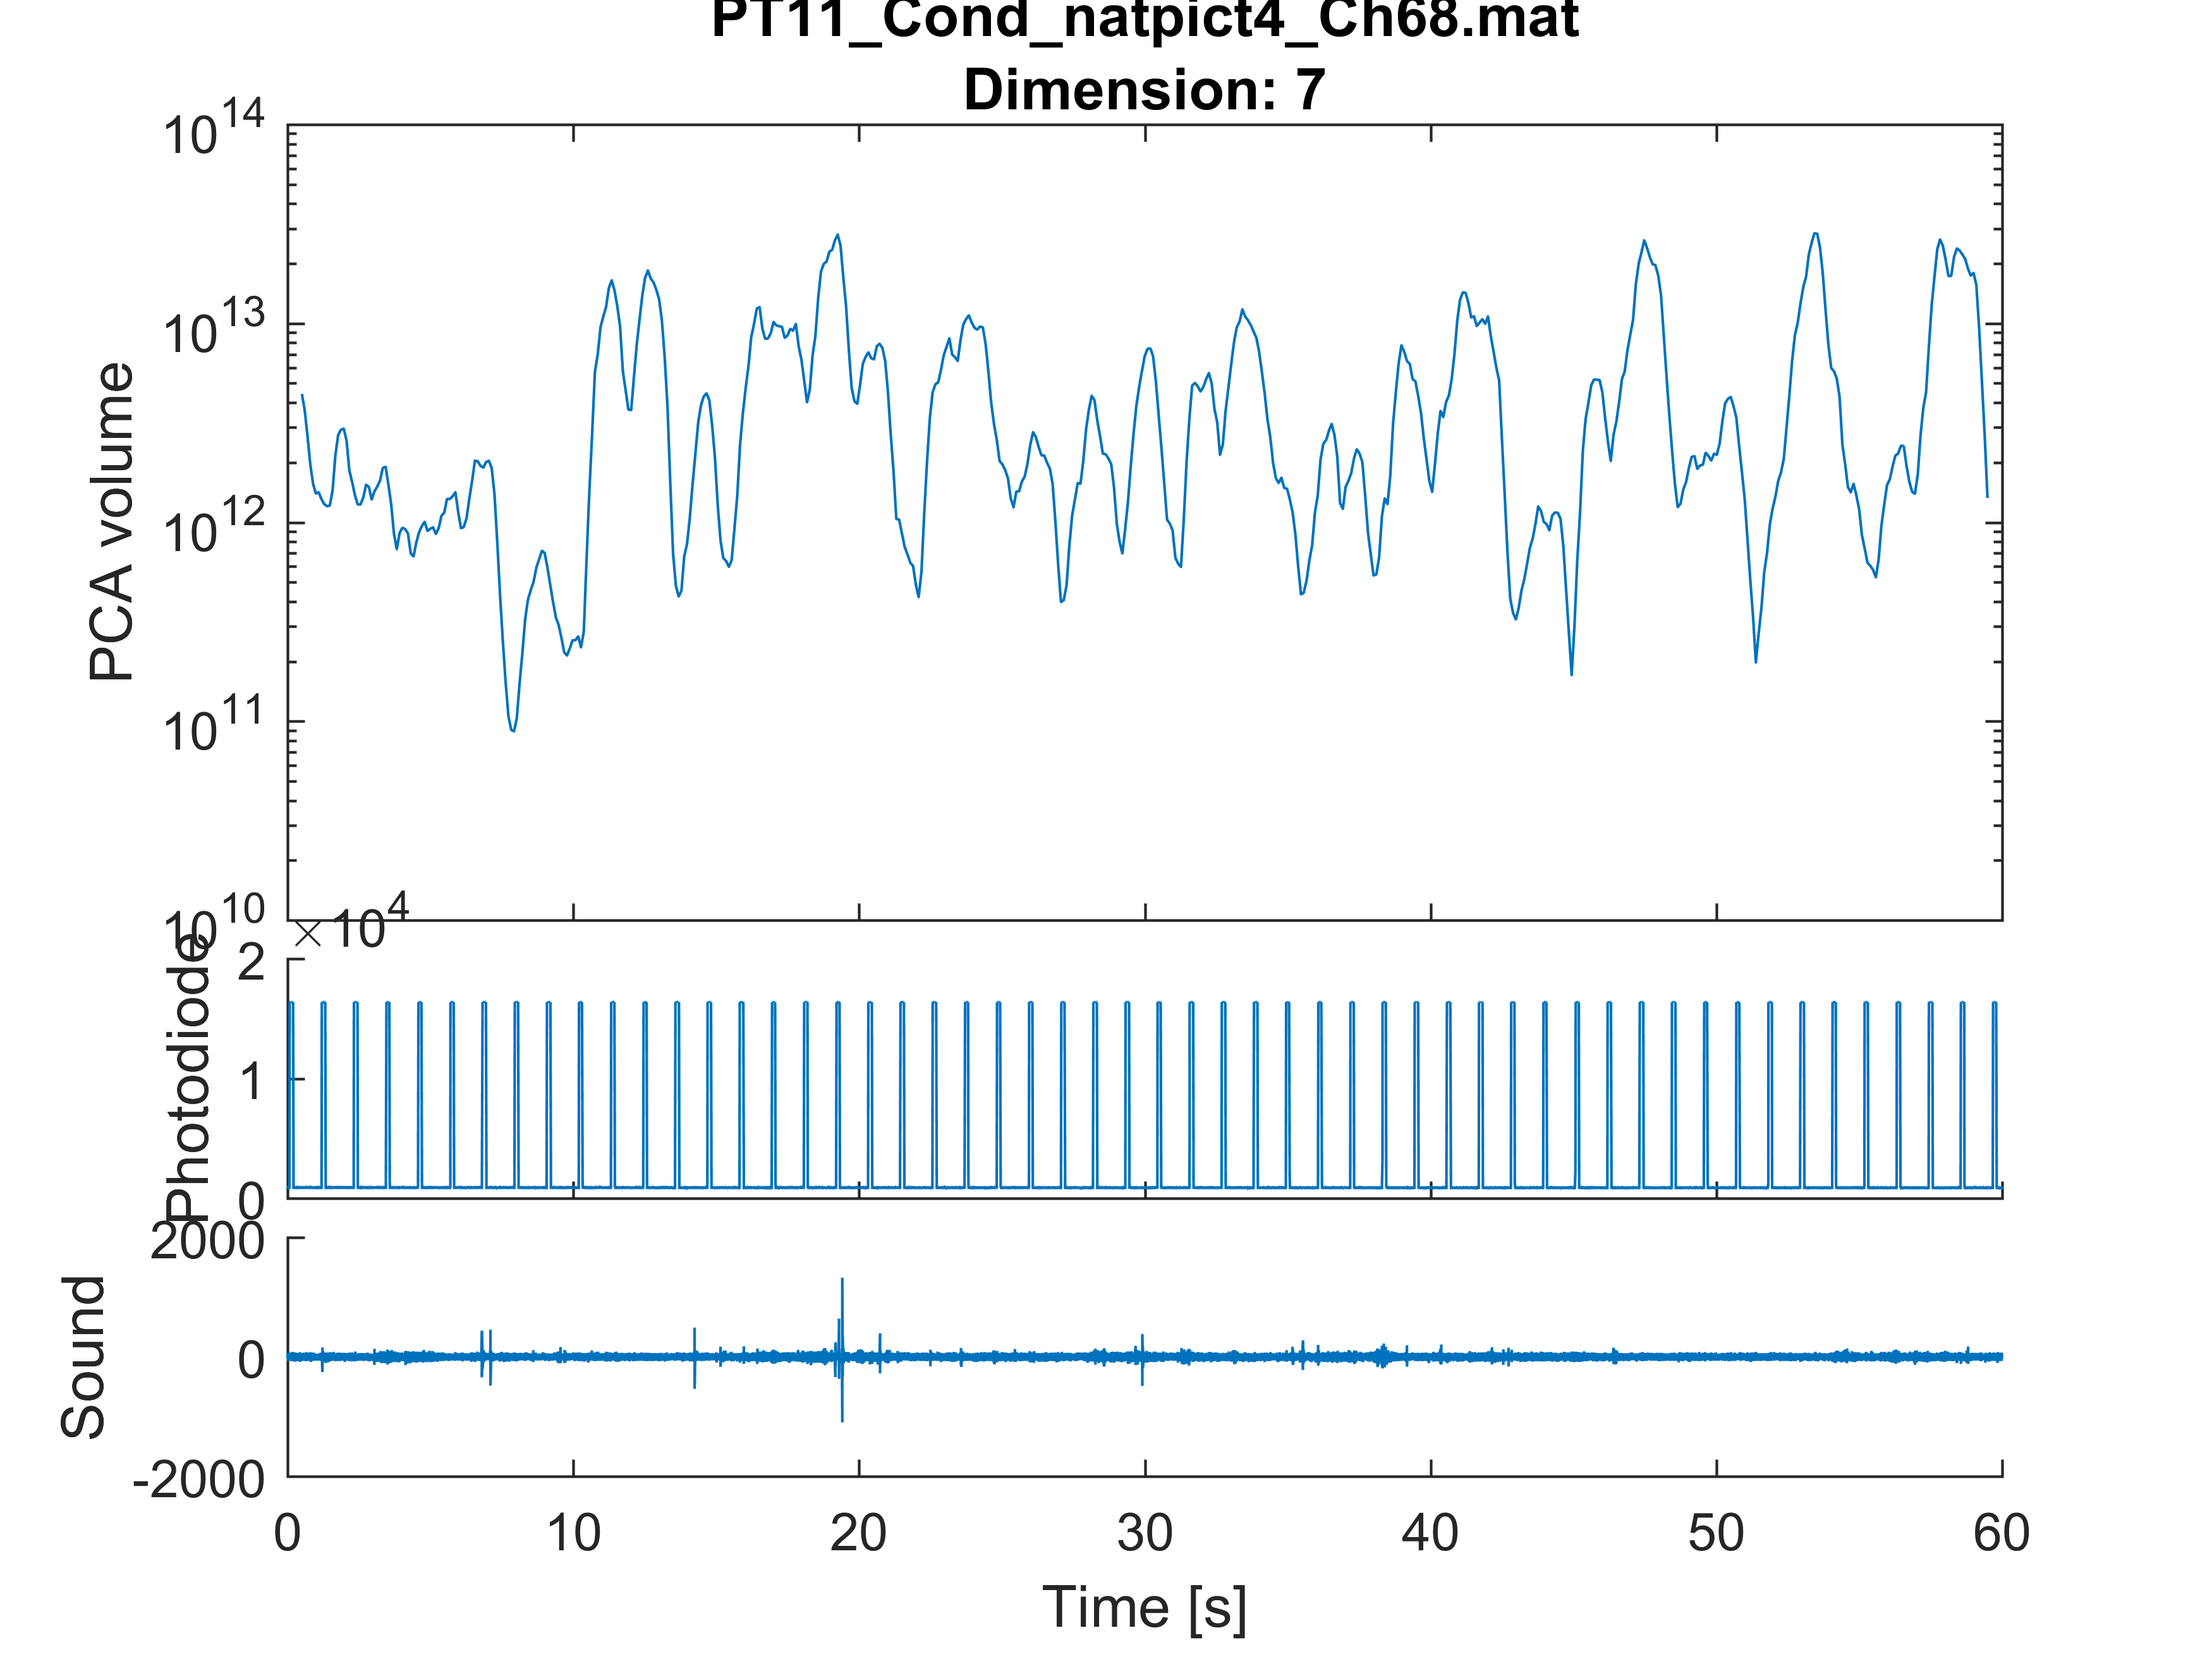 PT11_Cond_natpict4_Ch68.mat
Dimension: 7
10^14
10^13
10^12
10^11
10^10
PCA volume
× 10^4
2
1
0
Photodiode
2000
0
-2000
Sound
0 10 20 30 40 50 60
Time [s]